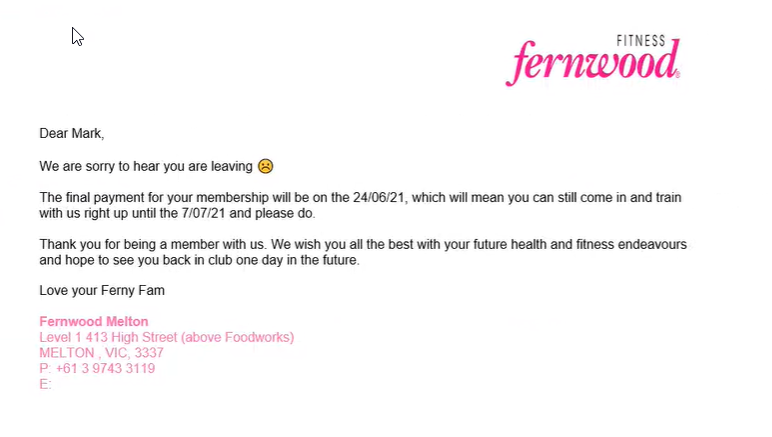 FITNESS
fernwood
Dear Mark,
We are sorry to hear you are leaving ☹
The final payment for your membership will be on the 24/06/21, which will mean you can still come in and train
with us right up until the 7/07/21 and please do.
Thank you for being a member with us. We wish you all the best with your future health and fitness endeavours
and hope to see you back in club one day in the future.
Love your Ferny Fam
Fernwood Melton
Level 1 413 High Street (above Foodworks)
MELTON , VIC, 3337
P: +61 3 9743 3119
E: